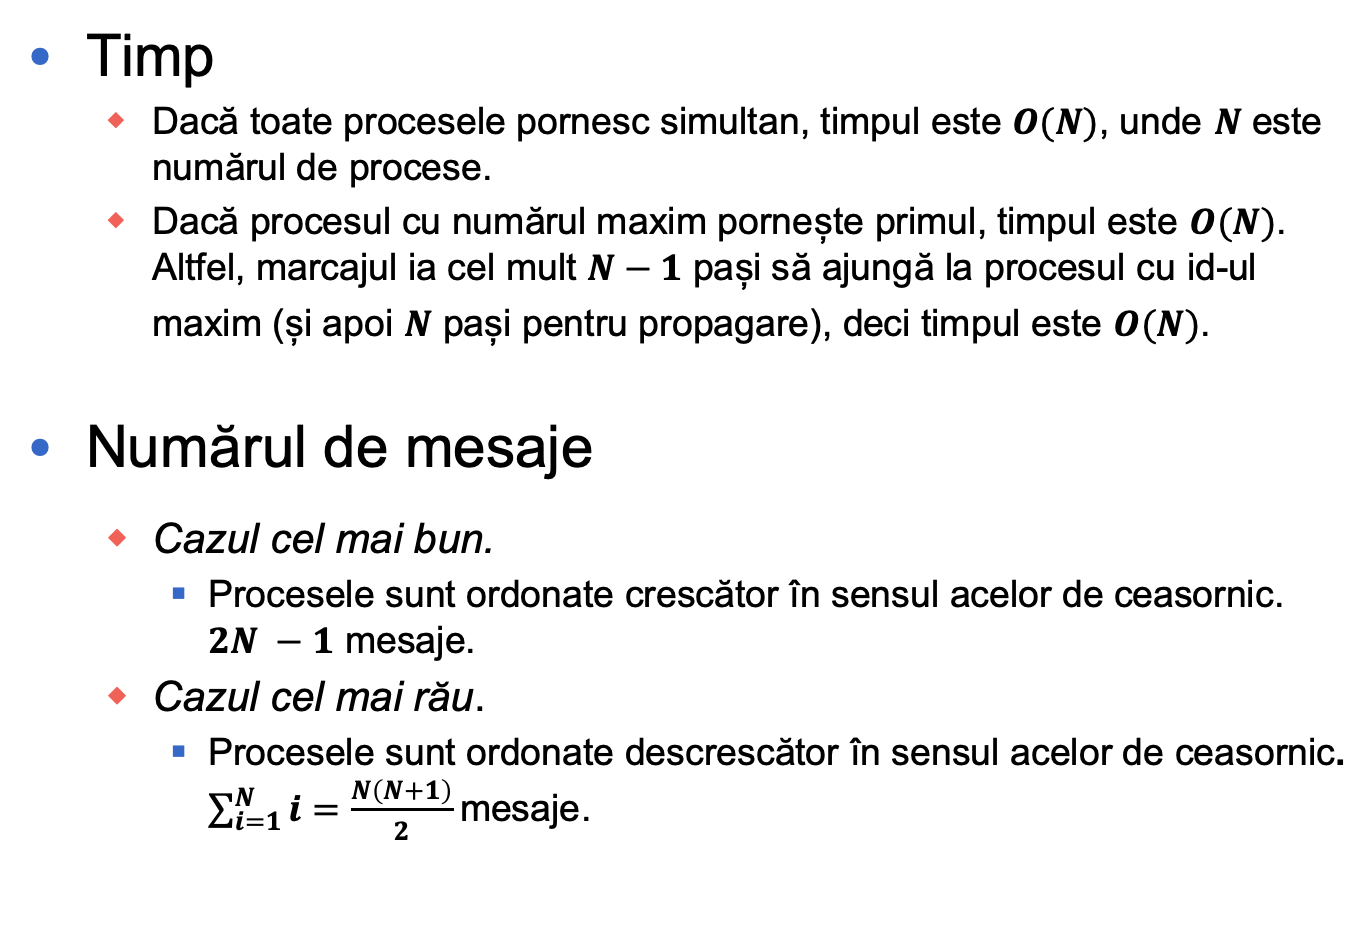 • Timp
◆ Dacă toate procesele pornesc simultan, timpul este O(N), unde N este
numărul de procese.
◆ Dacă procesul cu numărul maxim pornește primul, timpul este O(N).
Altfel, marcajul ia cel mult N − 1 pași să ajungă la procesul cu id-ul
maxim (și apoi N pași pentru propagare), deci timpul este O(N).
• Numărul de mesaje
◆ Cazul cel mai bun.
▪ Procesele sunt ordonate crescător în sensul acelor de ceasornic.
2N − 1 mesaje.
◆ Cazul cel mai rău.
▪ Procesele sunt ordonate descrescător în sensul acelor de ceasornic.
∑_{i=1}^{N} i = N(N+1)/2 mesaje.